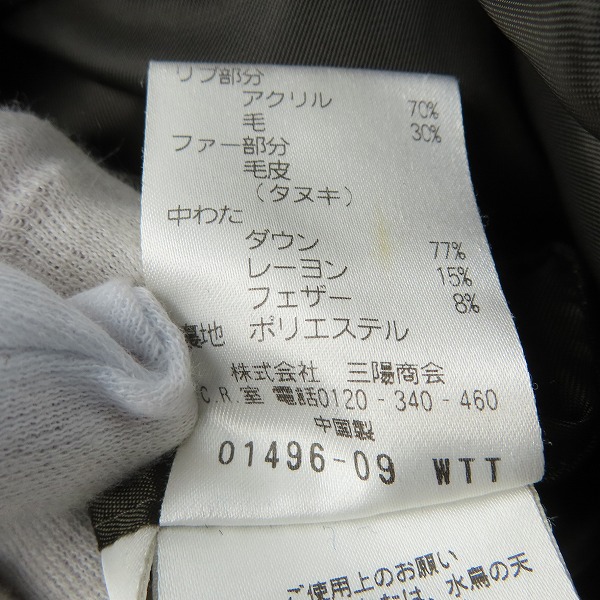 リブ部分
アクリル 70%
毛 30%
ファー部分
毛皮
(タヌキ)
中わた
ダウン 77%
レーヨン 15%
フェザー 8%
裏地 ポリエステル
株式会社 三陽商会
C.R.室 電話0120-340-460
中国製
01496-09 WTT
ご使用上のお願い
は、水鳥の天